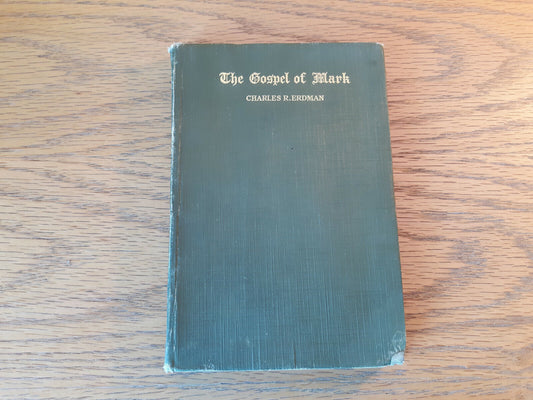 The Gospel of Mark
CHARLES R. ERDMAN